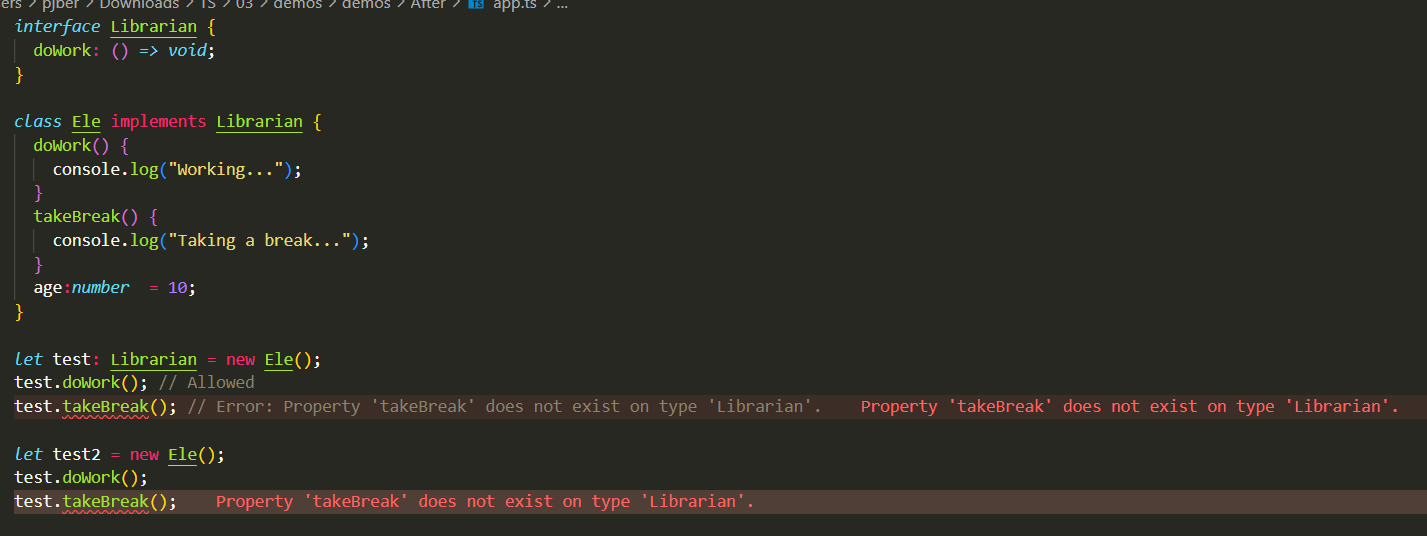 ers > pjber > Downloads > TS > 03 > demos > demos > After > TS app.ts > ...
interface Librarian {
  doWork: () => void;
}

class Ele implements Librarian {
  doWork() {
    console.log("Working...");
  }
  takeBreak() {
    console.log("Taking a break...");
  }
  age:number  = 10;
}

let test: Librarian = new Ele();
test.doWork(); // Allowed
test.takeBreak(); // Error: Property 'takeBreak' does not exist on type 'Librarian'.    Property 'takeBreak' does not exist on type 'Librarian'.

let test2 = new Ele();
test.doWork();
test.takeBreak();    Property 'takeBreak' does not exist on type 'Librarian'.